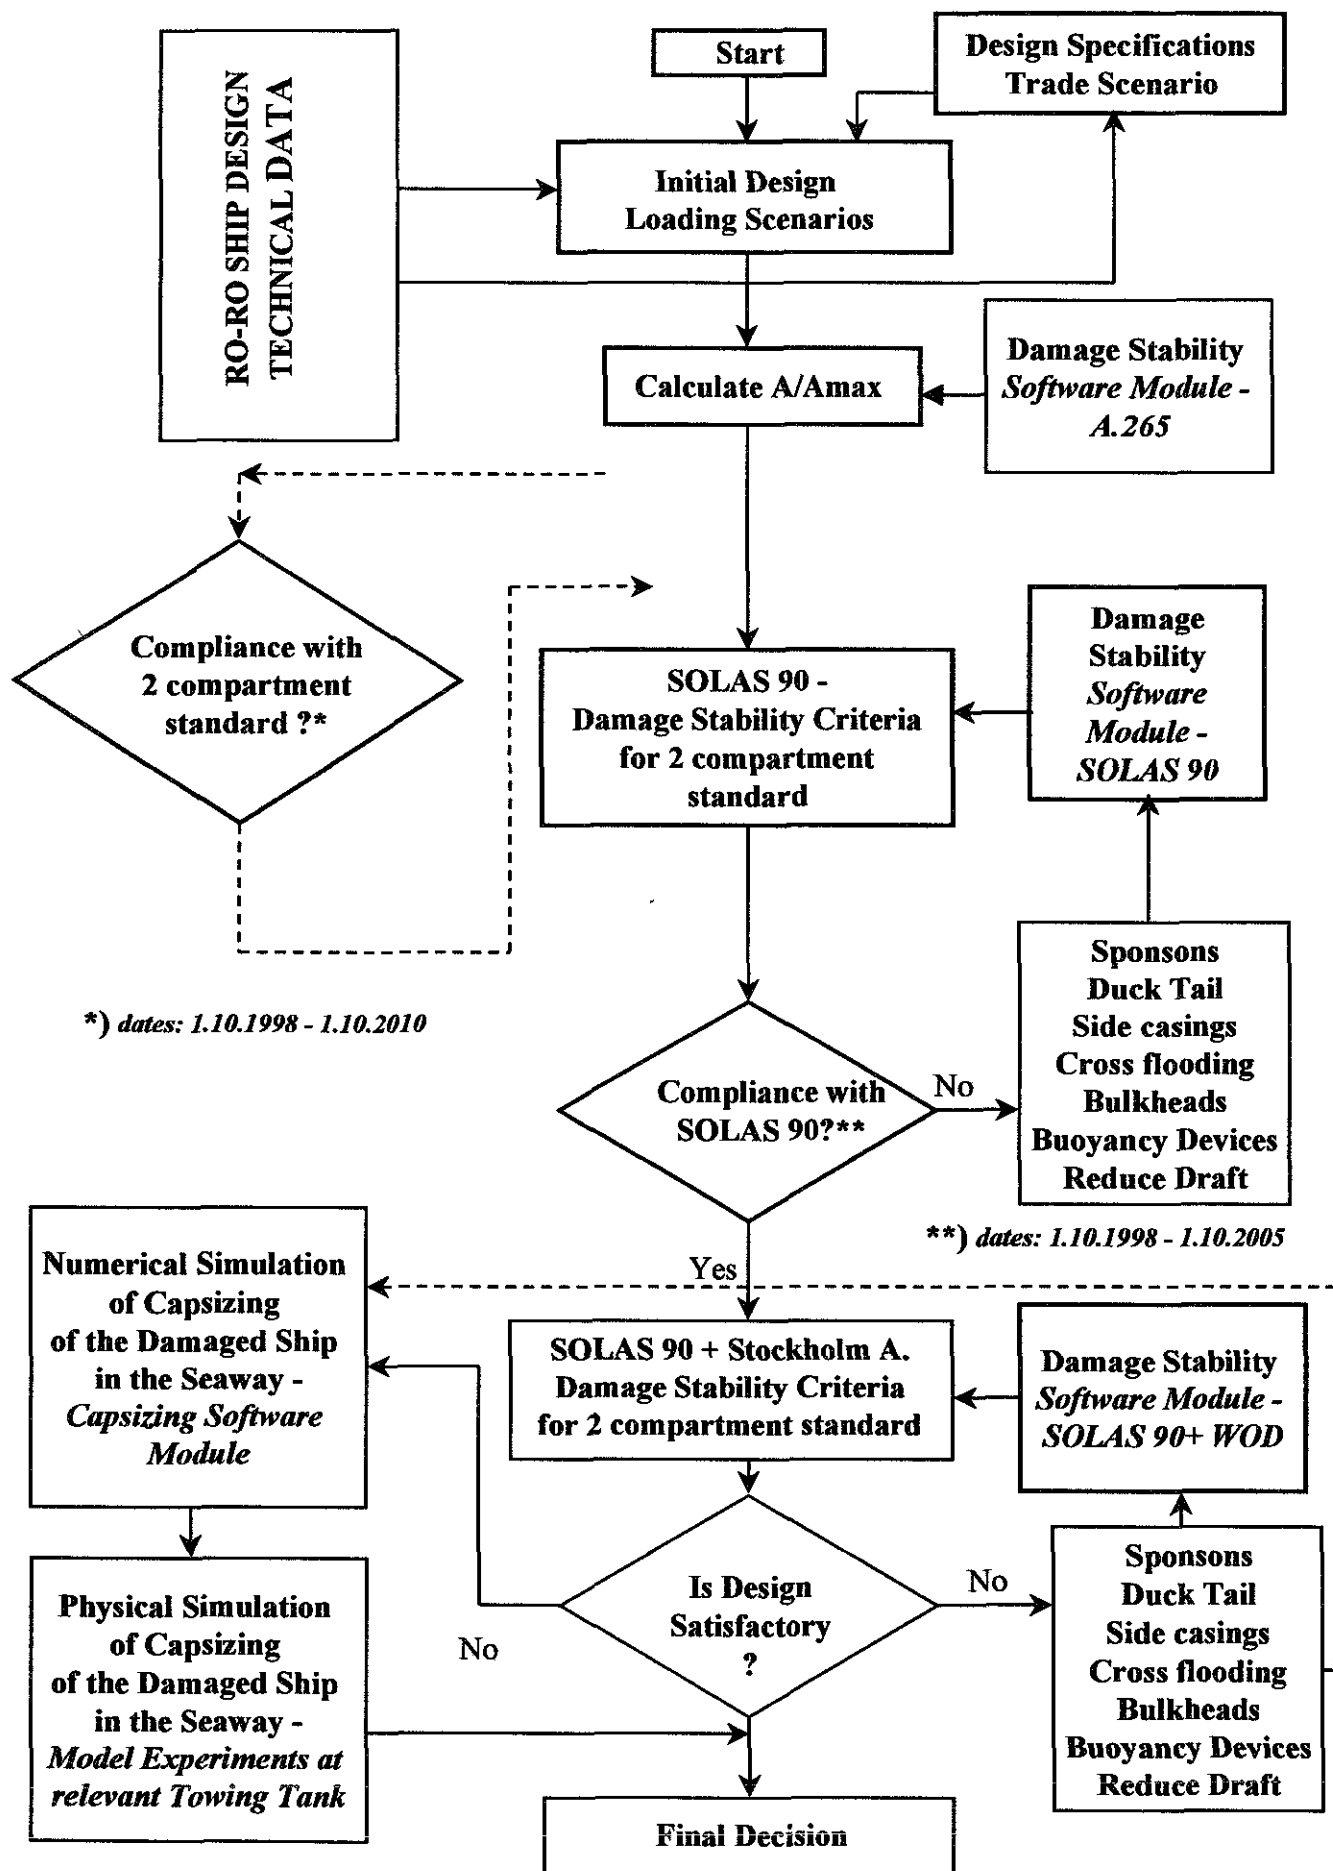 RO-RO SHIP DESIGN
TECHNICAL DATA
Start
Design Specifications
Trade Scenario
Initial Design
Loading Scenarios
Calculate A/Amax
Damage Stability
Software Module -
A.265
Compliance with
2 compartment
standard ?*
SOLAS 90 -
Damage Stability Criteria
for 2 compartment
standard
Damage
Stability
Software
Module -
SOLAS 90
*) dates: 1.10.1998 - 1.10.2010
Compliance with
SOLAS 90?**
No
Sponsons
Duck Tail
Side casings
Cross flooding
Bulkheads
Buoyancy Devices
Reduce Draft
**) dates: 1.10.1998 - 1.10.2005
Yes
Numerical Simulation
of Capsizing
of the Damaged Ship
in the Seaway -
Capsizing Software
Module
SOLAS 90 + Stockholm A.
Damage Stability Criteria
for 2 compartment standard
Damage Stability
Software Module -
SOLAS 90+ WOD
Is Design
Satisfactory
?
No
No
Sponsons
Duck Tail
Side casings
Cross flooding
Bulkheads
Buoyancy Devices
Reduce Draft
Physical Simulation
of Capsizing
of the Damaged Ship
in the Seaway -
Model Experiments at
relevant Towing Tank
Final Decision